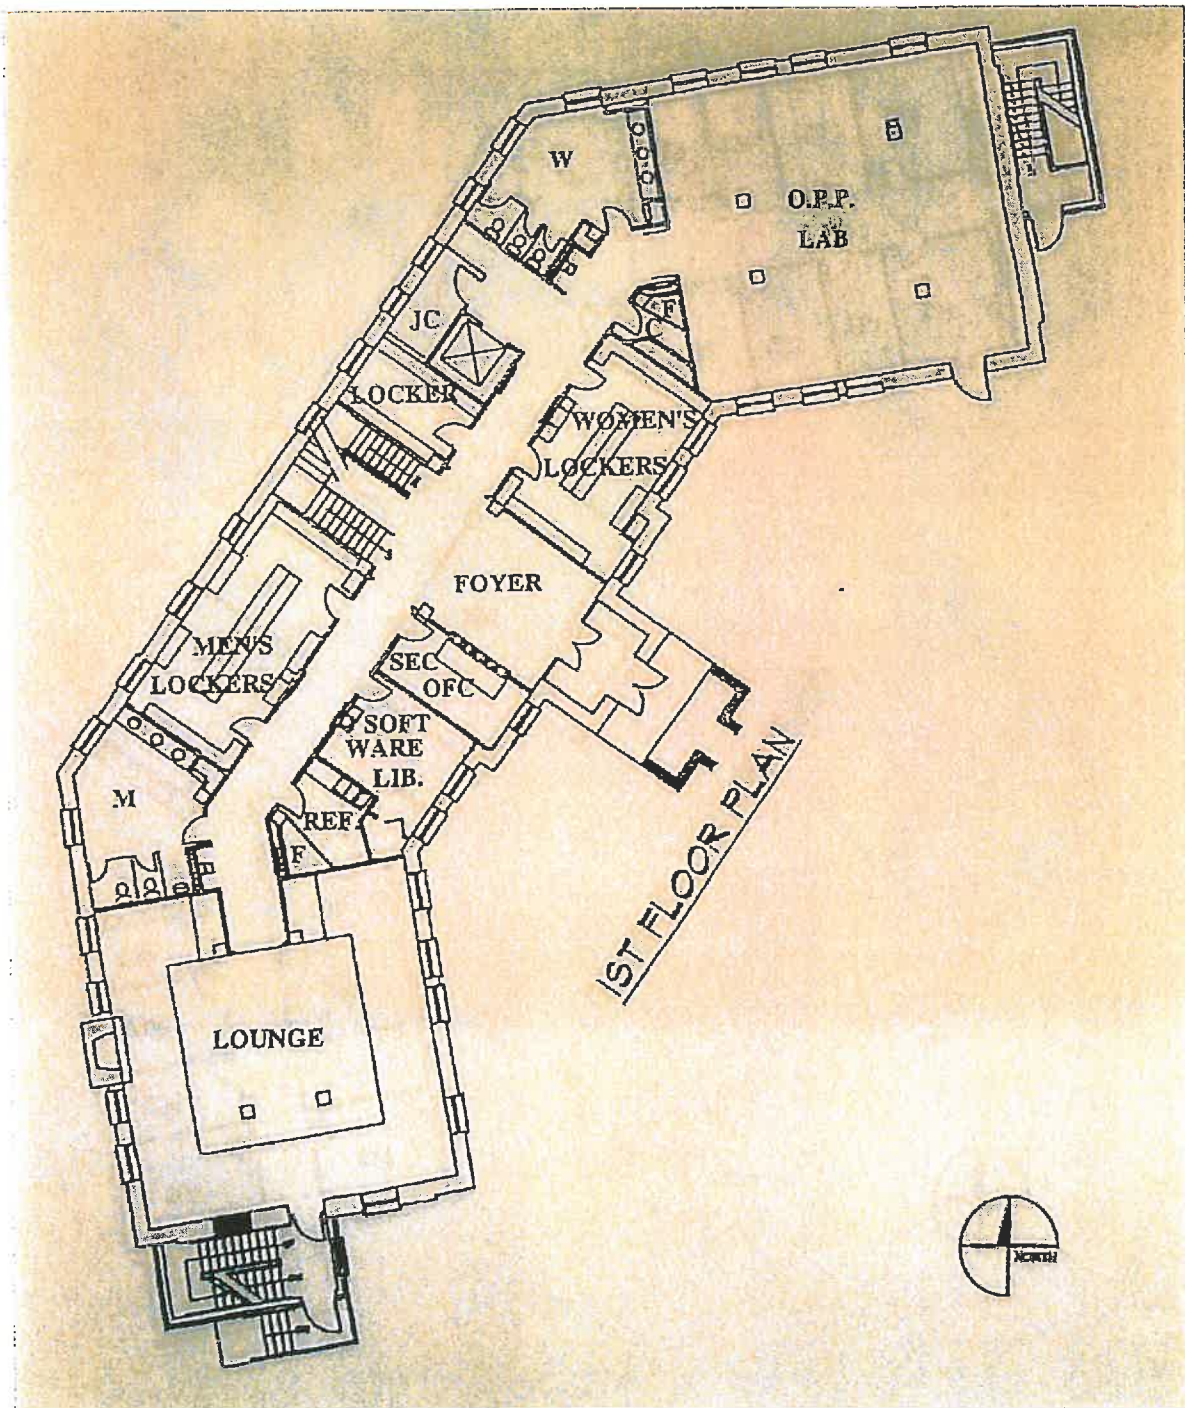 W
O.P.P.
LAB
F
C
JC
LOCKER
WOMEN'S
LOCKERS
FOYER
MEN'S
LOCKERS
SEC
OFC
SOFT
WARE
LIB.
M
REF.
F
1ST FLOOR PLAN
LOUNGE
NORTH